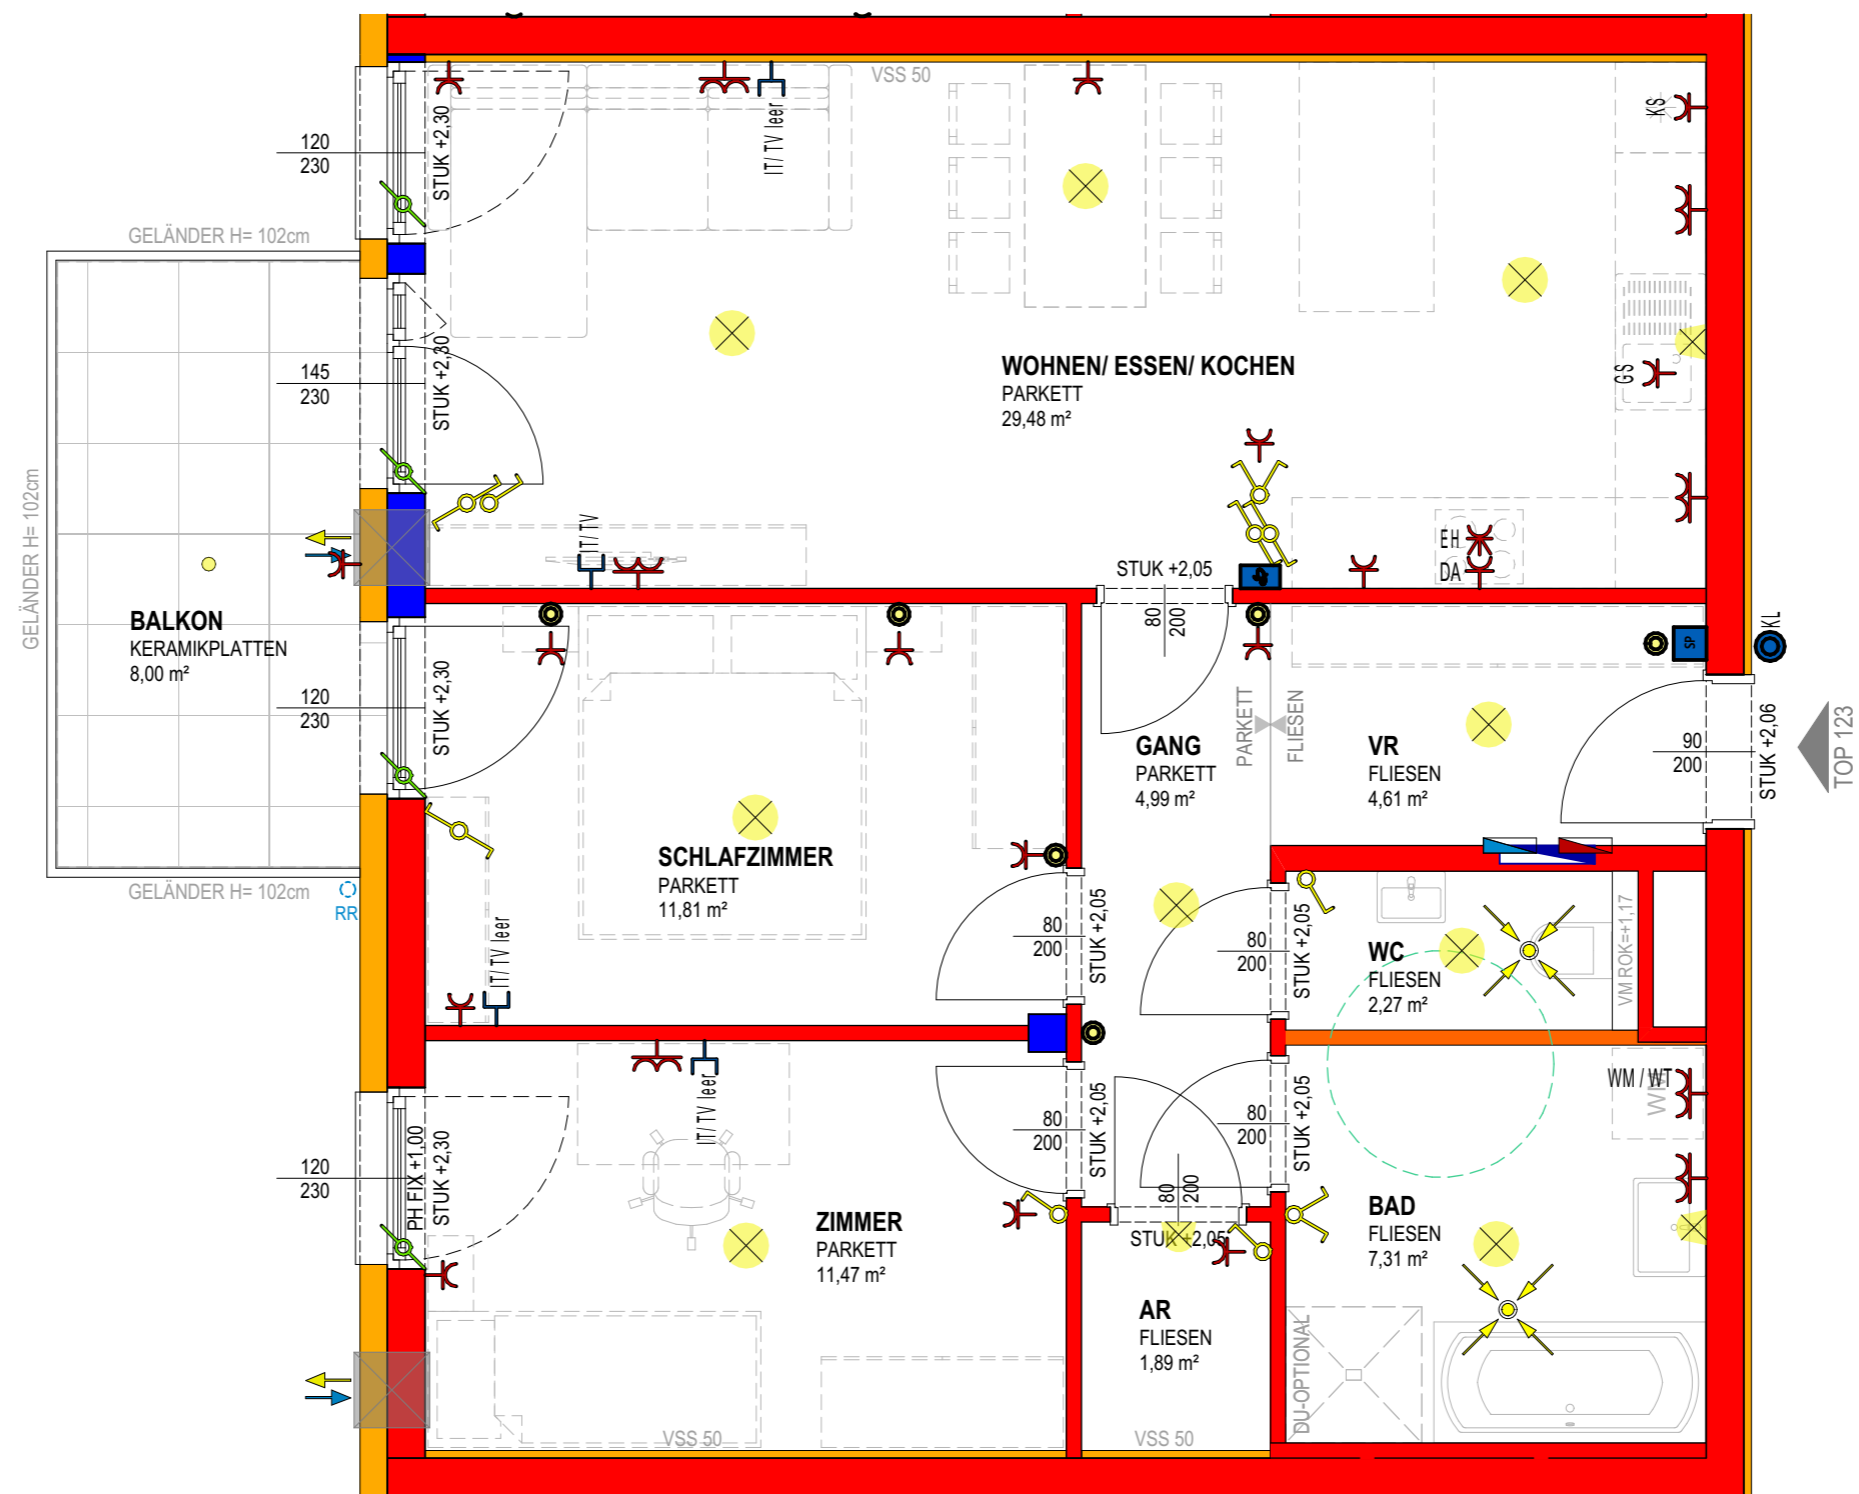 VSS 50
120
230
STUK +2,30
IT/ TV leer
KS
GELÄNDER H= 102cm
145
230
STUK +2,30
WOHNEN/ ESSEN/ KOCHEN
PARKETT
29,48 m²
GS
GELÄNDER H= 102cm
IT/ TV
EH
DA
STUK +2,05
80
200
BALKON
KERAMIKPLATTEN
8,00 m²
120
230
STUK +2,30
SP
KL
PARKETT
FLIESEN
GANG
PARKETT
4,99 m²
VR
FLIESEN
4,61 m²
90
200
STUK +2,06
TOP 123
SCHLAFZIMMER
PARKETT
11,81 m²
GELÄNDER H= 102cm
RR
IT/ TV leer
80
200
STUK +2,05
80
200
STUK +2,05
WC
FLIESEN
2,27 m²
VM ROK=+1,17
IT/ TV leer
WM / WT
WM
120
230
PH FIX +1,00
STUK +2,30
80
200
STUK +2,05
80
200
STUK +2,05
80
200
STUK +2,05
ZIMMER
PARKETT
11,47 m²
BAD
FLIESEN
7,31 m²
AR
FLIESEN
1,89 m²
DU-OPTIONAL
VSS 50
VSS 50